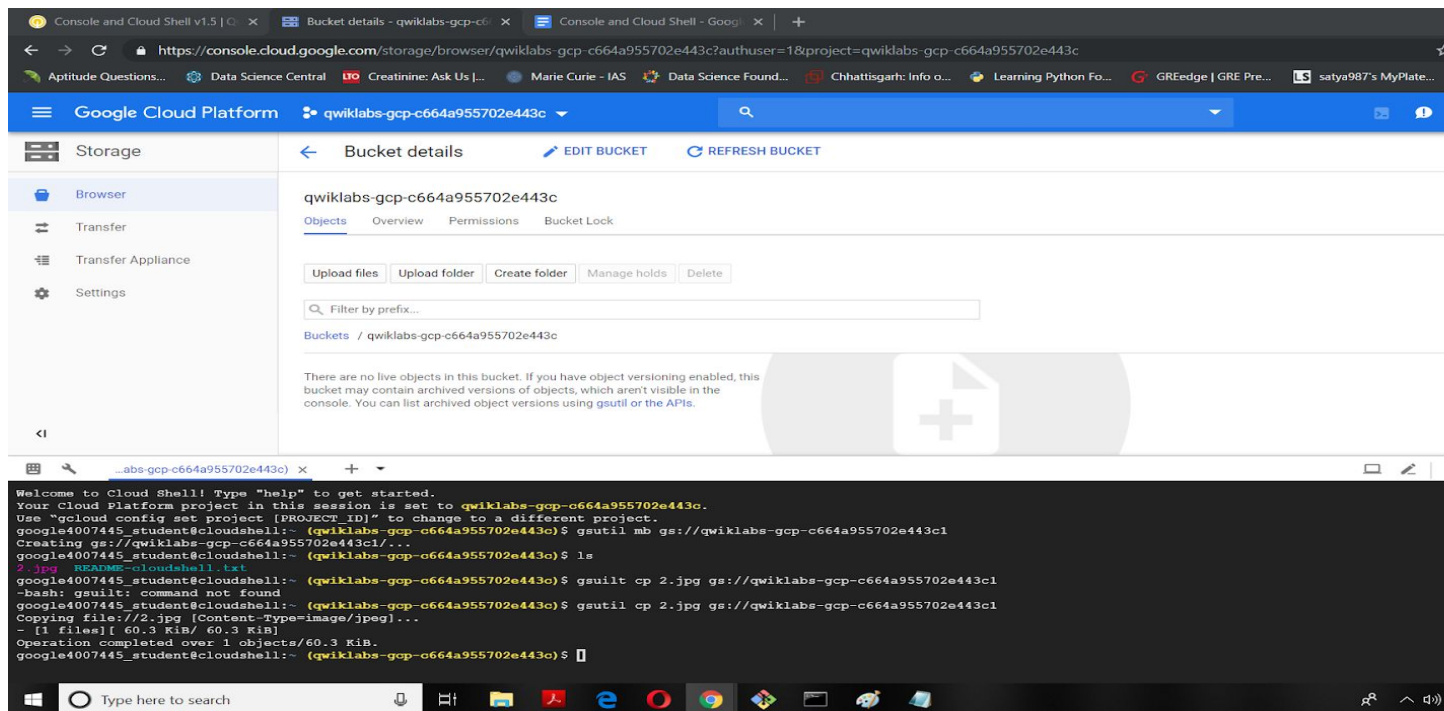 Console and Cloud Shell v1.5 | Q
Bucket details - qwiklabs-gcp-c6
Console and Cloud Shell - Goog
https://console.cloud.google.com/storage/browser/qwiklabs-gcp-c664a955702e443c?authuser=1&project=qwiklabs-gcp-c664a955702e443c
Aptitude Questions... Data Science Central LTO Creatinine: Ask Us |... Marie Curie - IAS Data Science Found... Chhattisgarh: Info o... Learning Python Fo... G GREedge | GRE Pre... LS satya987's MyPlate...
Google Cloud Platform qwiklabs-gcp-c664a955702e443c
Storage
Bucket details EDIT BUCKET REFRESH BUCKET
Browser
Transfer
Transfer Appliance
Settings
qwiklabs-gcp-c664a955702e443c
Objects Overview Permissions Bucket Lock
Upload files Upload folder Create folder Manage holds Delete
Filter by prefix...
Buckets / qwiklabs-gcp-c664a955702e443c
There are no live objects in this bucket. If you have object versioning enabled, this
bucket may contain archived versions of objects, which aren't visible in the
console. You can list archived object versions using gsutil or the APIs.
...abs-gcp-c664a955702e443c)
Welcome to Cloud Shell! Type "help" to get started.
Your Cloud Platform project in this session is set to qwiklabs-gcp-c664a955702e443c.
Use "gcloud config set project [PROJECT_ID]" to change to a different project.
google4007445_student@cloudshell:~ (qwiklabs-gcp-c664a955702e443c)$ gsutil mb gs://qwiklabs-gcp-c664a955702e443c1
Creating gs://qwiklabs-gcp-c664a955702e443c1/...
google4007445_student@cloudshell:~ (qwiklabs-gcp-c664a955702e443c)$ ls
2.jpg README-cloudshell.txt
google4007445_student@cloudshell:~ (qwiklabs-gcp-c664a955702e443c)$ gsuilt cp 2.jpg gs://qwiklabs-gcp-c664a955702e443c1
-bash: gsuilt: command not found
google4007445_student@cloudshell:~ (qwiklabs-gcp-c664a955702e443c)$ gsutil cp 2.jpg gs://qwiklabs-gcp-c664a955702e443c1
Copying file://2.jpg [Content-Type=image/jpeg]...
- [1 files][ 60.3 KiB/ 60.3 KiB]
Operation completed over 1 objects/60.3 KiB.
google4007445_student@cloudshell:~ (qwiklabs-gcp-c664a955702e443c)$
Type here to search